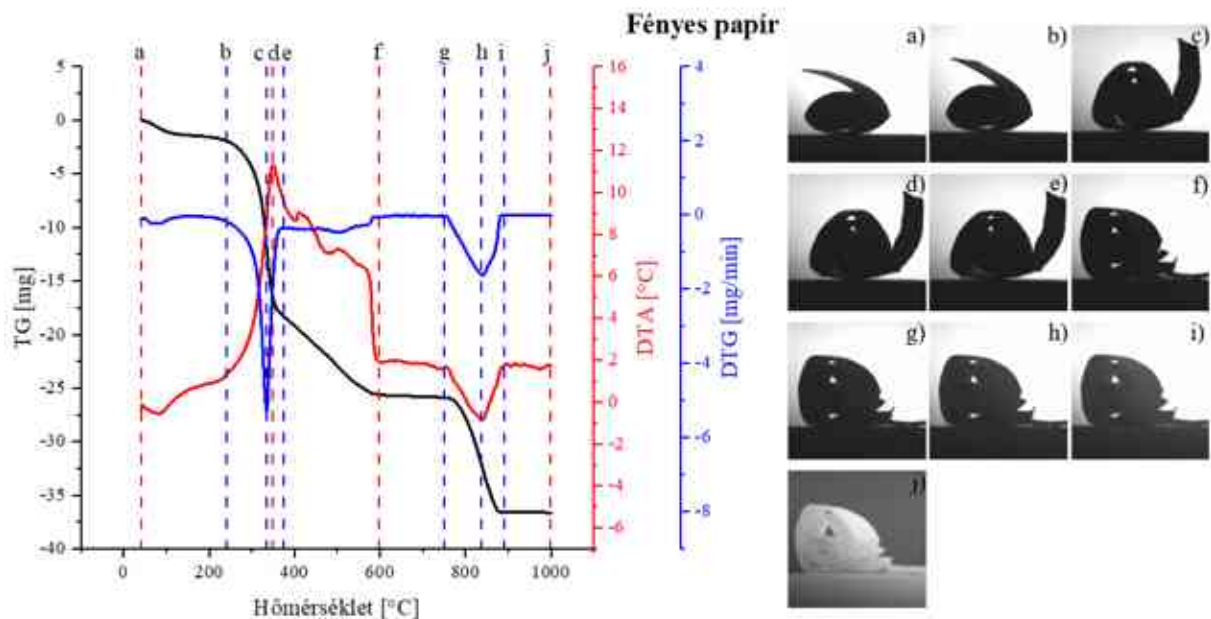 Fényes papír
a b c d e f g h i j
5
0
-5
-10
-15
-20
-25
-30
-35
-40
TG [mg]
0 200 400 600 800 1000
Hőmérséklet [°C]
16
14
12
10
8
6
4
2
0
-2
-4
-6
DTA [°C]
4
2
0
-2
-4
-6
-8
DTG [mg/min]
a) b) c)
d) e) f)
g) h) i)
j)